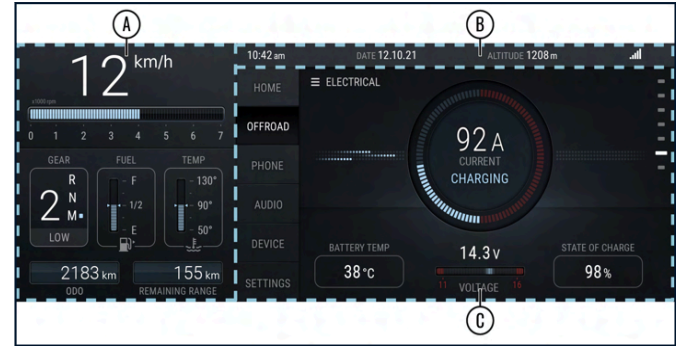 A
B
12 km/h
x1000 rpm
0 1 2 3 4 5 6 7
GEAR
FUEL
TEMP
2
R
N
M
LOW
F
1/2
E
130°
90°
50°
2183 km
ODO
155 km
REMAINING RANGE
10:42 am
DATE 12.10.21
ALTITUDE 1208 m
HOME
OFFROAD
PHONE
AUDIO
DEVICE
SETTINGS
ELECTRICAL
92 A
CURRENT
CHARGING
BATTERY TEMP
38 °C
14.3 V
11 VOLTAGE 16
STATE OF CHARGE
98 %
C